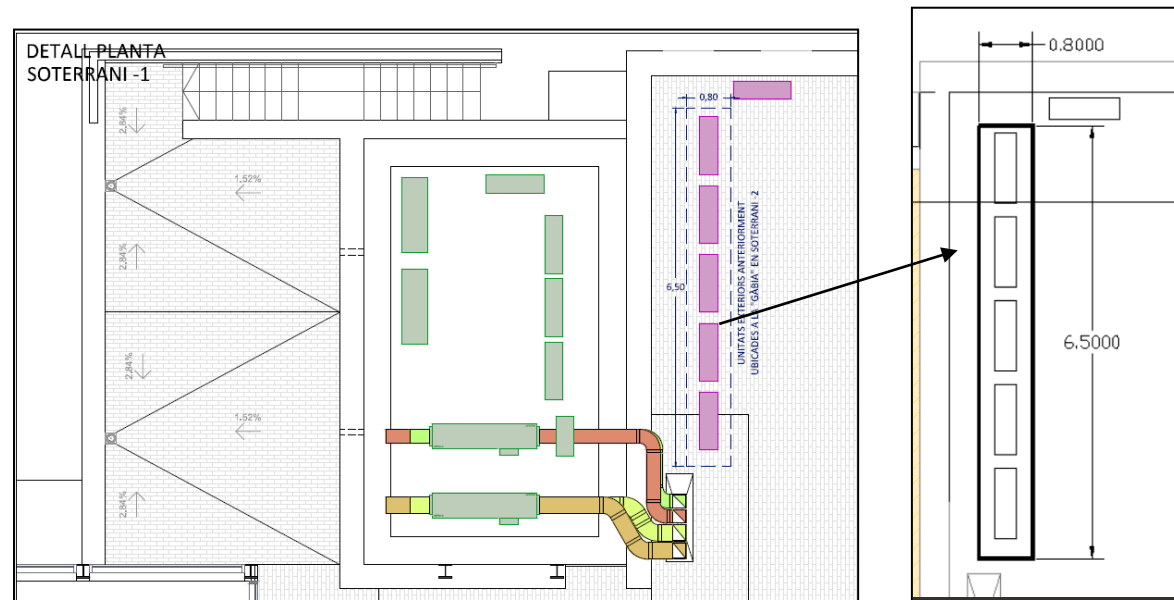 DETALL PLANTA
SOTERRANI -1
2,84%
1,52%
2,84%
2,84%
1,52%
2,84%
0,80
6,50
UNITATS EXTERIORS ANTERIORMENT
UBICADES A LA "GÀBIA" EN SOTERRANI -2
0.8000
6.5000